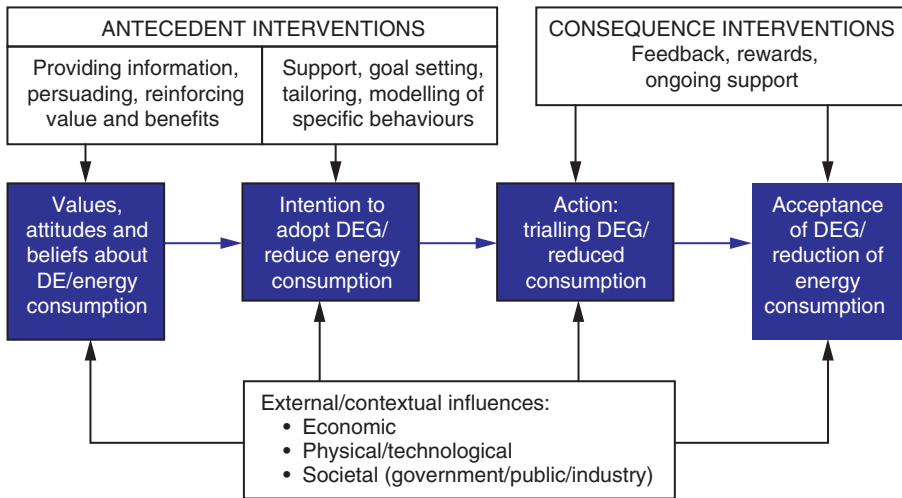 ANTECEDENT INTERVENTIONS
Providing information,
persuading, reinforcing
value and benefits
Support, goal setting,
tailoring, modelling of
specific behaviours
CONSEQUENCE INTERVENTIONS
Feedback, rewards,
ongoing support
Values,
attitudes and
beliefs about
DE/energy
consumption
Intention to
adopt DEG/
reduce energy
consumption
Action:
trialling DEG/
reduced
consumption
Acceptance
of DEG/
reduction of
energy
consumption
External/contextual influences:
• Economic
• Physical/technological
• Societal (government/public/industry)